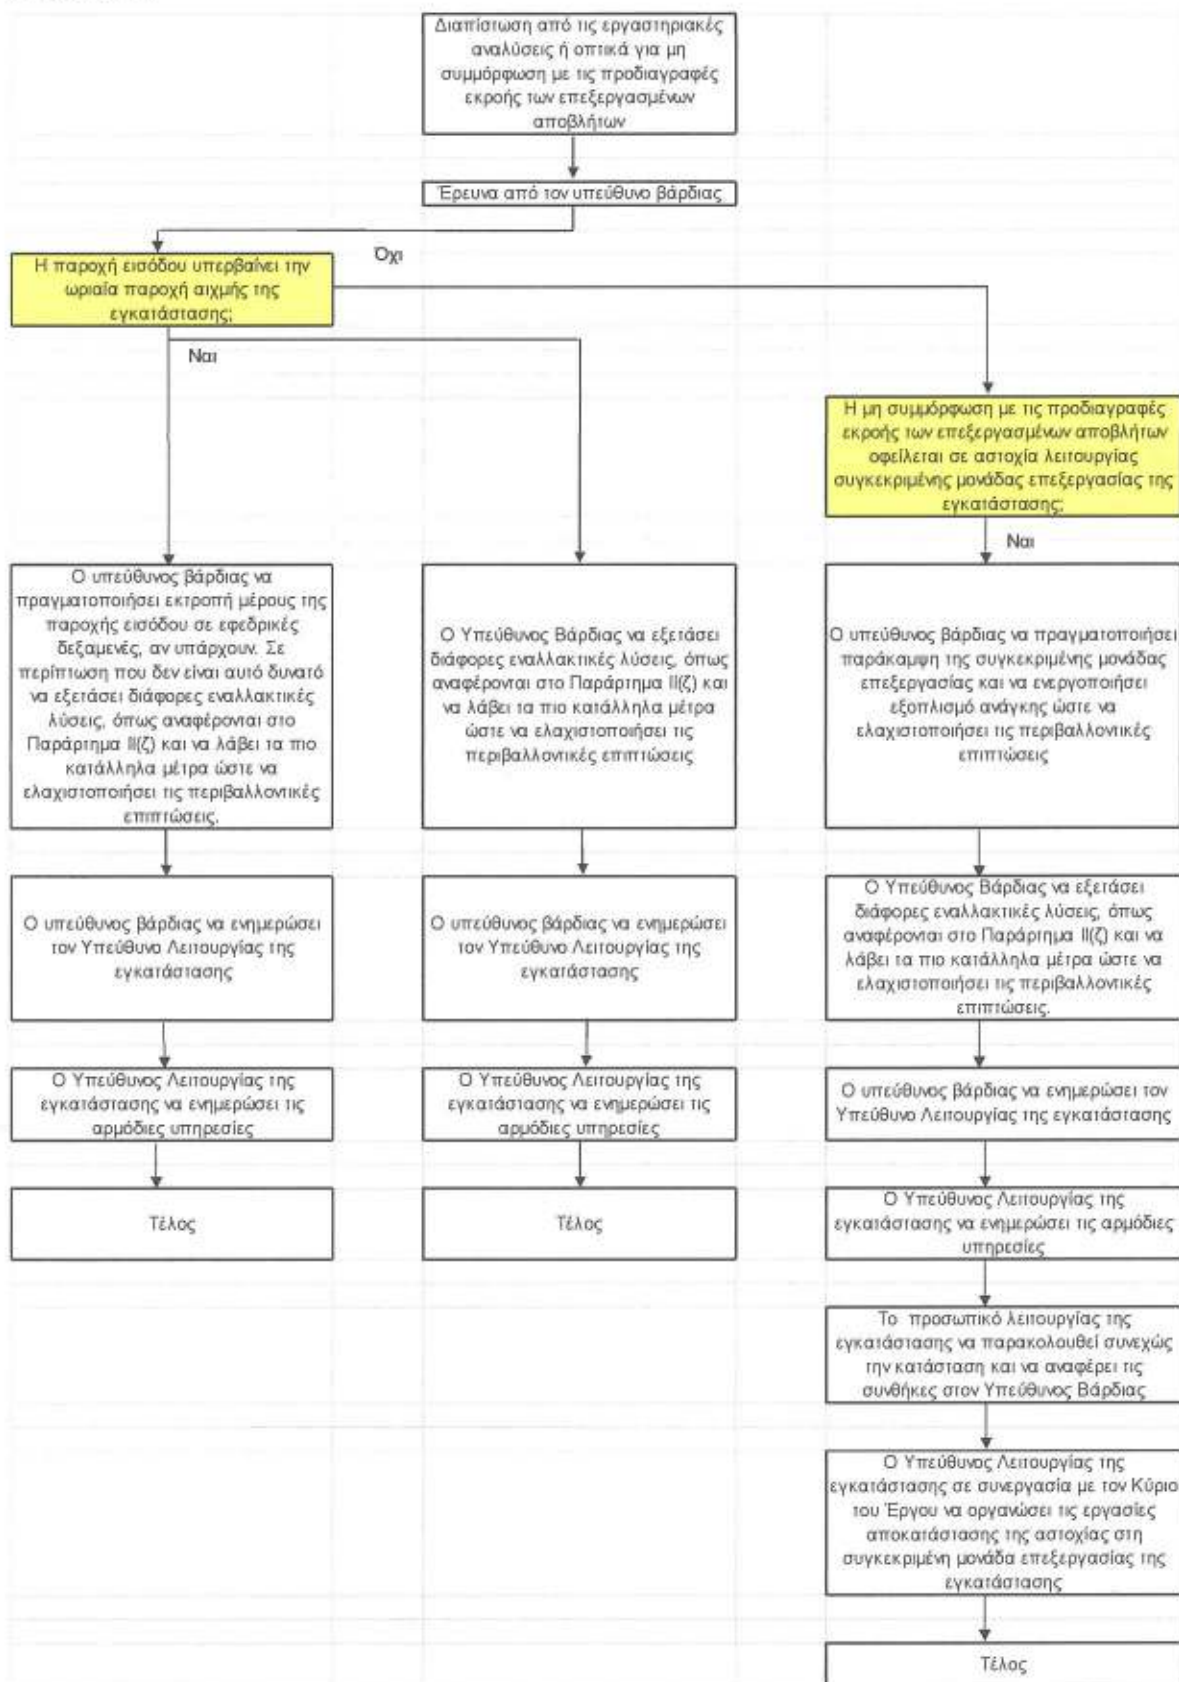 Διαπίστωση από τις εργαστηριακές
αναλύσεις ή οπτικά για μη
συμμόρφωση με τις προδιαγραφές
εκροής των επεξεργασμένων
αποβλήτων
Έρευνα από τον υπεύθυνο βάρδιας
Όχι
Η παροχή εισόδου υπερβαίνει την
ωριαία παροχή αιχμής της
εγκατάστασης;
Ναι
Η μη συμμόρφωση με τις προδιαγραφές
εκροής των επεξεργασμένων αποβλήτων
οφείλεται σε αστοχία λειτουργίας
συγκεκριμένης μονάδας επεξεργασίας της
εγκατάστασης;
Ναι
Ο υπεύθυνος βάρδιας να
πραγματοποιήσει εκτροπή μέρους της
παροχής εισόδου σε εφεδρικές
δεξαμενές, αν υπάρχουν. Σε
περίπτωση που δεν είναι αυτό δυνατό
να εξετάσει διάφορες εναλλακτικές
λύσεις, όπως αναφέρονται στο
Παράρτημα ΙΙ(ζ) και να λάβει τα πιο
κατάλληλα μέτρα ώστε να
ελαχιστοποιήσει τις περιβαλλοντικές
επιπτώσεις.
Ο Υπεύθυνος Βάρδιας να εξετάσει
διάφορες εναλλακτικές λύσεις, όπως
αναφέρονται στο Παράρτημα ΙΙ(ζ) και
να λάβει τα πιο κατάλληλα μέτρα
ώστε να ελαχιστοποιήσει τις
περιβαλλοντικές επιπτώσεις
Ο υπεύθυνος βάρδιας να πραγματοποιήσει
παράκαμψη της συγκεκριμένης μονάδας
επεξεργασίας και να ενεργοποιήσει
εξοπλισμό ανάγκης ώστε να
ελαχιστοποιήσει τις περιβαλλοντικές
επιπτώσεις
Ο υπεύθυνος βάρδιας να ενημερώσει
τον Υπεύθυνο Λειτουργίας της
εγκατάστασης
Ο υπεύθυνος βάρδιας να ενημερώσει
τον Υπεύθυνο Λειτουργίας της
εγκατάστασης
Ο Υπεύθυνος Βάρδιας να εξετάσει
διάφορες εναλλακτικές λύσεις, όπως
αναφέρονται στο Παράρτημα ΙΙ(ζ) και να
λάβει τα πιο κατάλληλα μέτρα ώστε να
ελαχιστοποιήσει τις περιβαλλοντικές
επιπτώσεις.
Ο Υπεύθυνος Λειτουργίας της
εγκατάστασης να ενημερώσει τις
αρμόδιες υπηρεσίες
Ο Υπεύθυνος Λειτουργίας της
εγκατάστασης να ενημερώσει τις
αρμόδιες υπηρεσίες
Ο υπεύθυνος βάρδιας να ενημερώσει τον
Υπεύθυνο Λειτουργίας της εγκατάστασης
Τέλος
Τέλος
Ο Υπεύθυνος Λειτουργίας της
εγκατάστασης να ενημερώσει τις αρμόδιες
υπηρεσίες
Το προσωπικό λειτουργίας της
εγκατάστασης να παρακολουθεί συνεχώς
την κατάσταση και να αναφέρει τις
συνθήκες στον Υπεύθυνος Βάρδιας
Ο Υπεύθυνος Λειτουργίας της
εγκατάστασης σε συνεργασία με τον Κύριο
του Έργου να οργανώσει τις εργασίες
αποκατάστασης της αστοχίας στη
συγκεκριμένη μονάδα επεξεργασίας της
εγκατάστασης
Τέλος